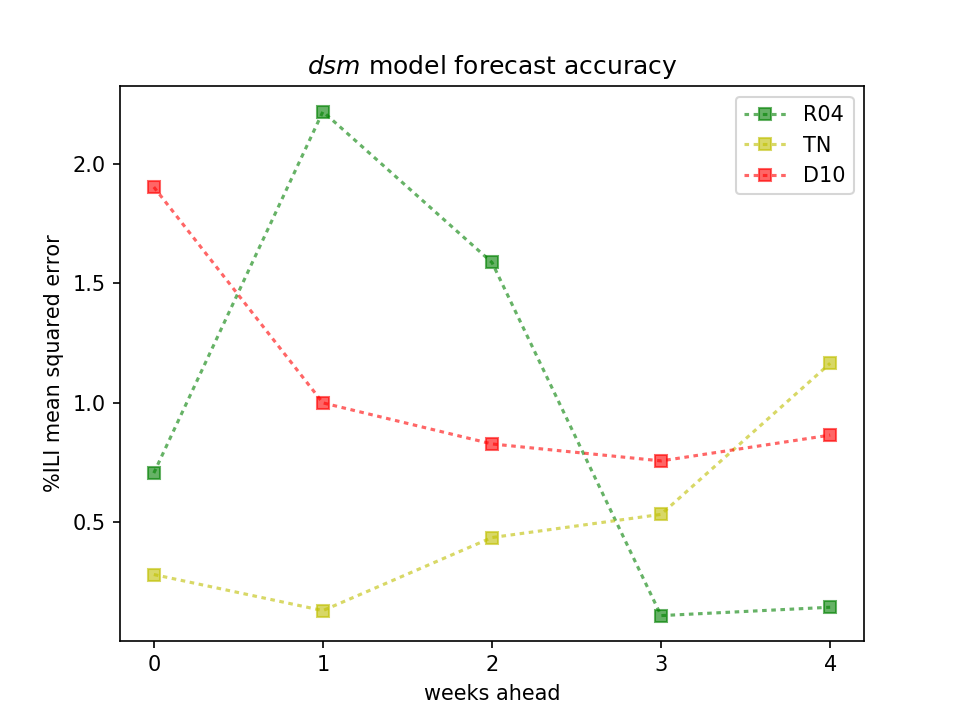 dsm model forecast accuracy
R04
TN
D10
%ILI mean squared error
2.0
1.5
1.0
0.5
0 1 2 3 4
weeks ahead